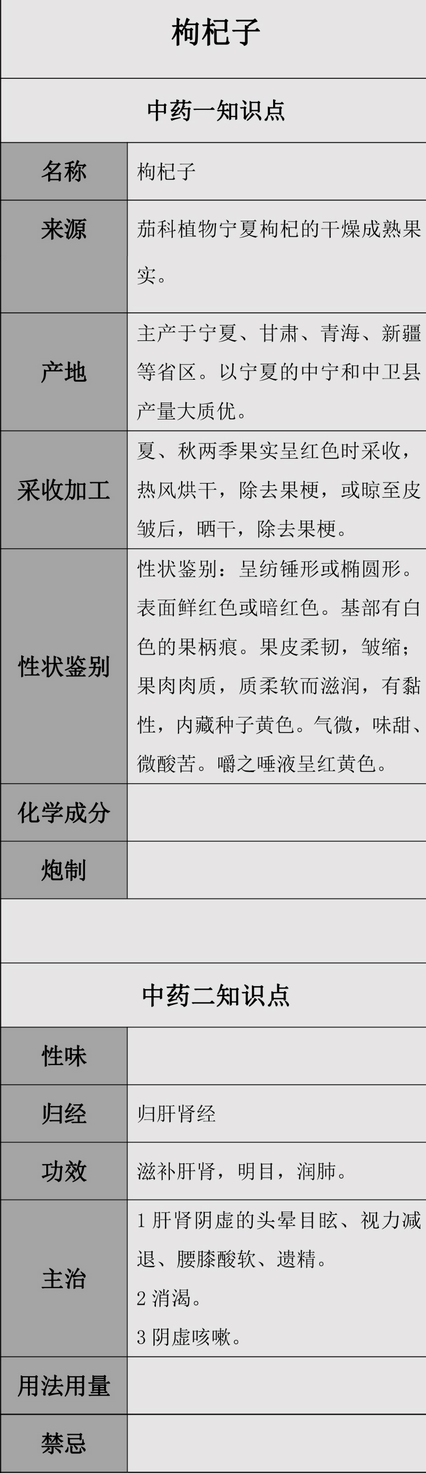 枸杞子
中药一知识点
名称
枸杞子
来源
茄科植物宁夏枸杞的干燥成熟果
实。
产地
主产于宁夏、甘肃、青海、新疆
等省区。以宁夏的中宁和中卫县
产量大质优。
采收加工
夏、秋两季果实呈红色时采收，
热风烘干，除去果梗，或晾至皮
皱后，晒干，除去果梗。
性状鉴别
性状鉴别：呈纺锤形或椭圆形。
表面鲜红色或暗红色。基部有白
色的果柄痕。果皮柔韧，皱缩；
果肉肉质，质柔软而滋润，有黏
性，内藏种子黄色。气微，味甜、
微酸苦。嚼之唾液呈红黄色。
化学成分
炮制
中药二知识点
性味
归经
归肝肾经
功效
滋补肝肾，明目，润肺。
主治
1 肝肾阴虚的头晕目眩、视力减
退、腰膝酸软、遗精。
2 消渴。
3 阴虚咳嗽。
用法用量
禁忌